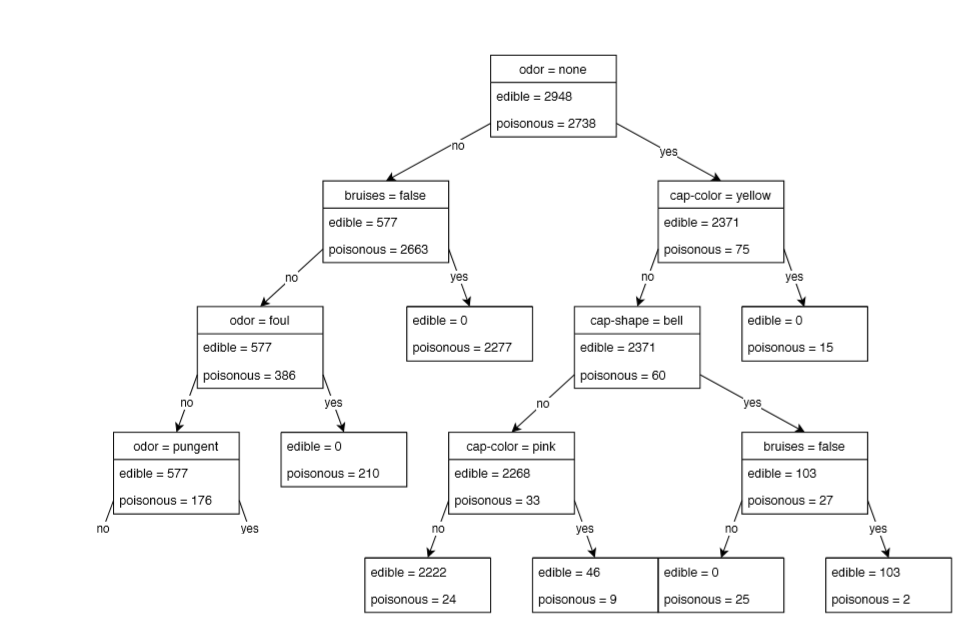 odor = none
edible = 2948
poisonous = 2738
no
yes
bruises = false
edible = 577
poisonous = 2663
cap-color = yellow
edible = 2371
poisonous = 75
no
yes
no
yes
odor = foul
edible = 577
poisonous = 386
edible = 0
poisonous = 2277
cap-shape = bell
edible = 2371
poisonous = 60
edible = 0
poisonous = 15
no
yes
no
yes
odor = pungent
edible = 577
poisonous = 176
edible = 0
poisonous = 210
cap-color = pink
edible = 2268
poisonous = 33
bruises = false
edible = 103
poisonous = 27
no
yes
no
yes
no
yes
edible = 2222
poisonous = 24
edible = 46
poisonous = 9
edible = 0
poisonous = 25
edible = 103
poisonous = 2